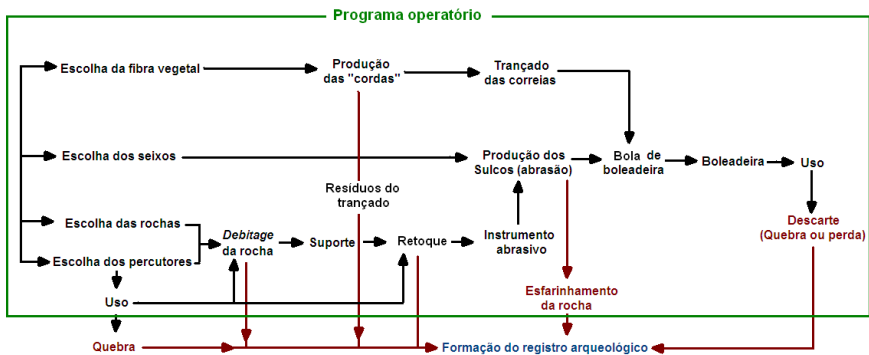 Programa operatório
Escolha da fibra vegetal
Produção
das "cordas"
Trançado
das correias
Escolha dos seixos
Produção dos
Sulcos (abrasão)
Bola de
boleadeira
Boleadeira
Uso
Resíduos do
trançado
Escolha das rochas
Escolha dos percutores
Debitage
da rocha
Suporte
Retoque
Instrumento
abrasivo
Descarte
(Quebra ou perda)
Uso
Esfarinhamento
da rocha
Quebra
Formação do registro arqueológico